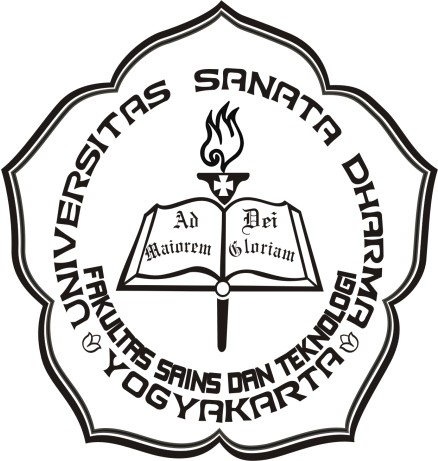 UNIVERSITAS SANATA DHARMA
Ad Dei
Maiorem Gloriam
FAKULTAS SAINS DAN TEKNOLOGI
YOGYAKARTA